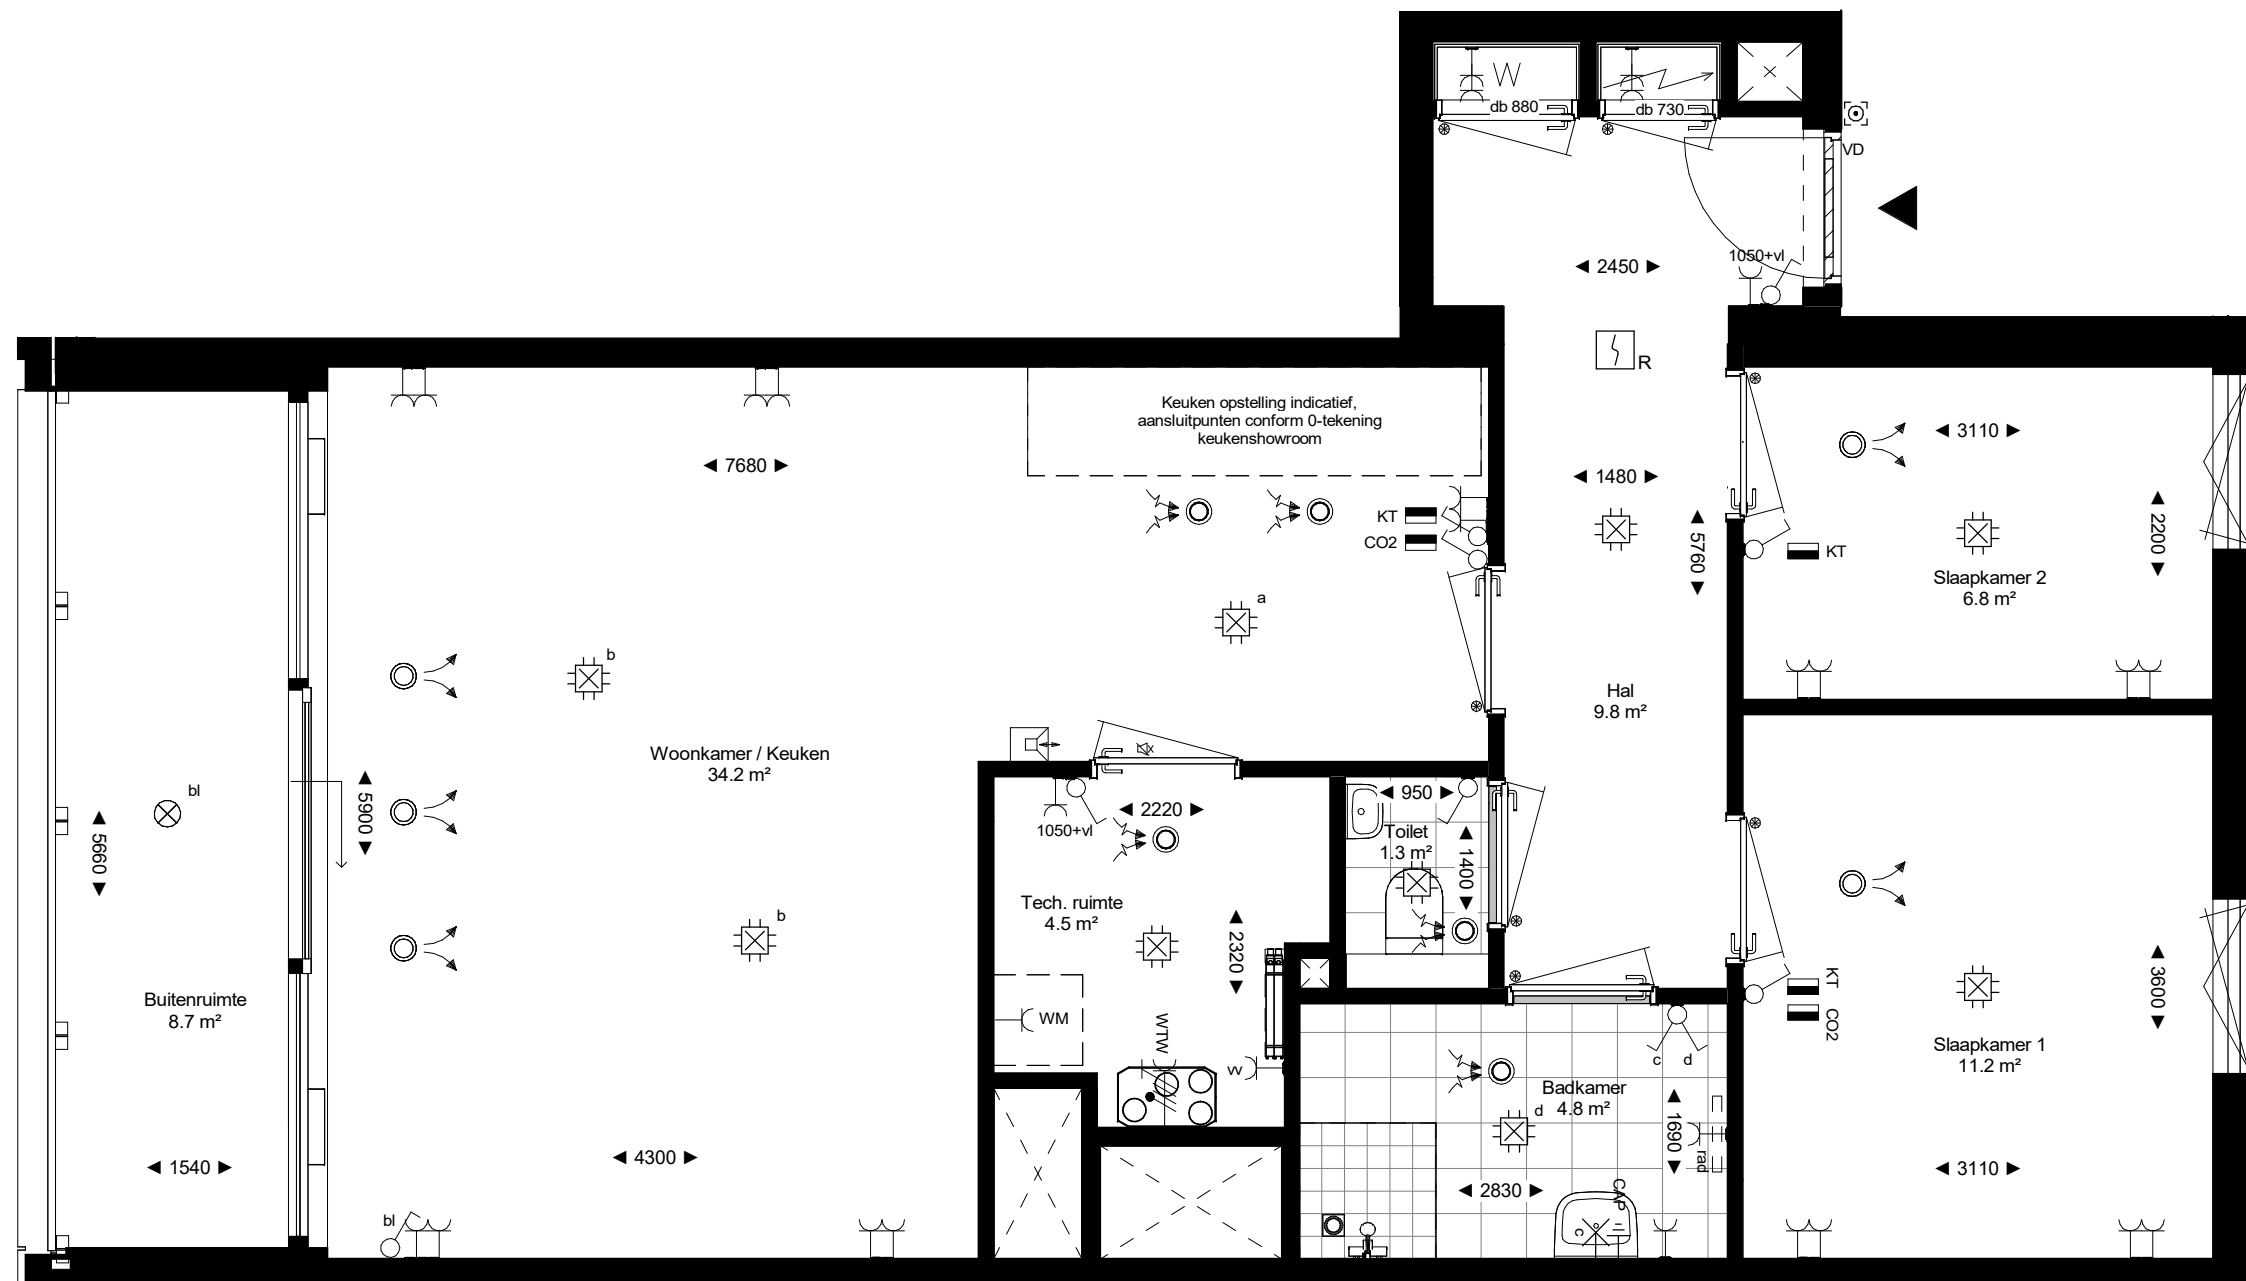 W
db 880
db 730
VD
1050+vl
◄ 2450 ►
R
Keuken opstelling indicatief,
aansluitpunten conform 0-tekening
keukenshowroom
◄ 7680 ►
◄ 1480 ►
◄ 3110 ►
KT
CO2
◄ 5760 ►
KT
◄ 2200 ►
Slaapkamer 2
6.8 m²
a
b
Hal
9.8 m²
Woonkamer / Keuken
34.2 m²
bl
◄ 5660 ►
◄ 5900 ►
◄ 2220 ►
1050+vl
◄ 950 ►
Toilet
1.3 m²
◄ 1400 ►
Tech. ruimte
4.5 m²
b
◄ 2320 ►
Buitenruimte
8.7 m²
WM
WTW
vv
KT
CO2
◄ 3600 ►
Slaapkamer 1
11.2 m²
c
d
Badkamer
4.8 m²
d
◄ 1690 ►
rad
◄ 1540 ►
◄ 4300 ►
◄ 2830 ►
CAP
c
◄ 3110 ►
bl